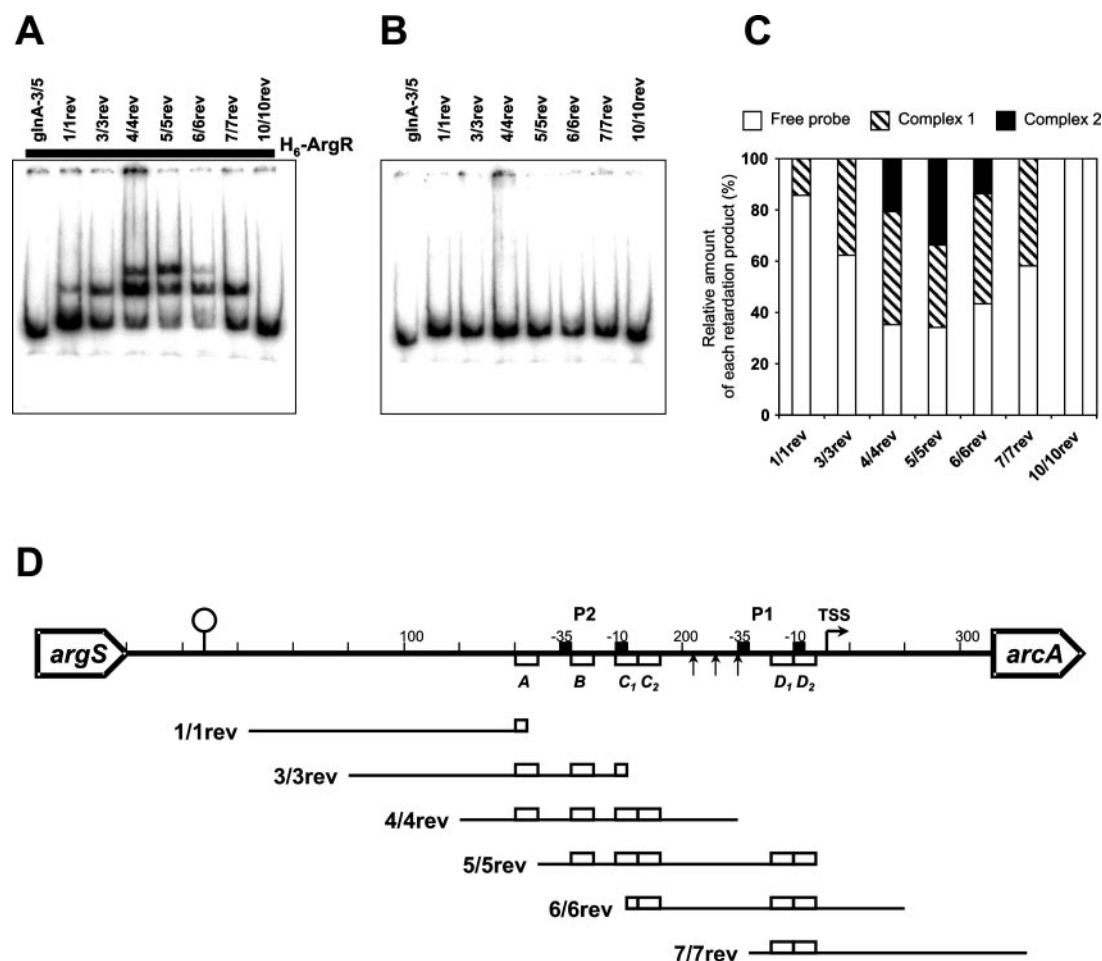 A
B
C
glnA-3/5
1/1rev
3/3rev
4/4rev
5/5rev
6/6rev
7/7rev
10/10rev
H6-ArgR
glnA-3/5
1/1rev
3/3rev
4/4rev
5/5rev
6/6rev
7/7rev
10/10rev
Free probe
Complex 1
Complex 2
Relative amount
of each retardation product (%)
100
80
60
40
20
0
1/1rev
3/3rev
4/4rev
5/5rev
6/6rev
7/7rev
10/10rev
D
P2 P1 TSS
100 -35 -10 200 -35 -10 300
argS arcA
A B C1 C2 D1 D2
1/1rev
3/3rev
4/4rev
5/5rev
6/6rev
7/7rev